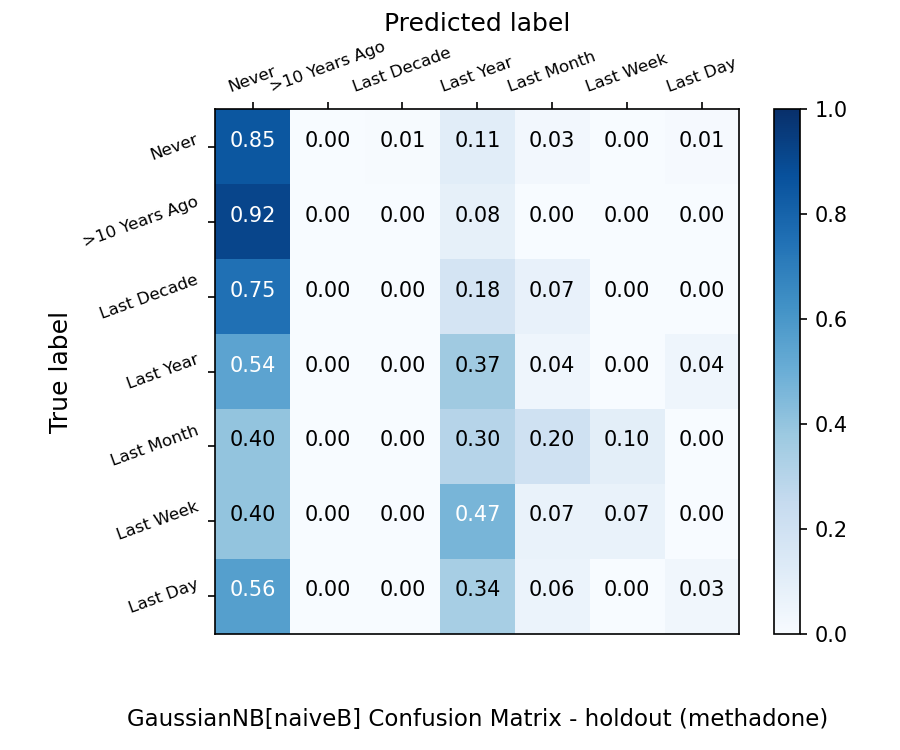 Predicted label
Never >10 Years Ago Last Decade Last Year Last Month Last Week Last Day
True label
Never 0.85 0.00 0.01 0.11 0.03 0.00 0.01
>10 Years Ago 0.92 0.00 0.00 0.08 0.00 0.00 0.00
Last Decade 0.75 0.00 0.00 0.18 0.07 0.00 0.00
Last Year 0.54 0.00 0.00 0.37 0.04 0.00 0.04
Last Month 0.40 0.00 0.00 0.30 0.20 0.10 0.00
Last Week 0.40 0.00 0.00 0.47 0.07 0.07 0.00
Last Day 0.56 0.00 0.00 0.34 0.06 0.00 0.03
1.0
0.8
0.6
0.4
0.2
0.0
GaussianNB[naiveB] Confusion Matrix - holdout (methadone)